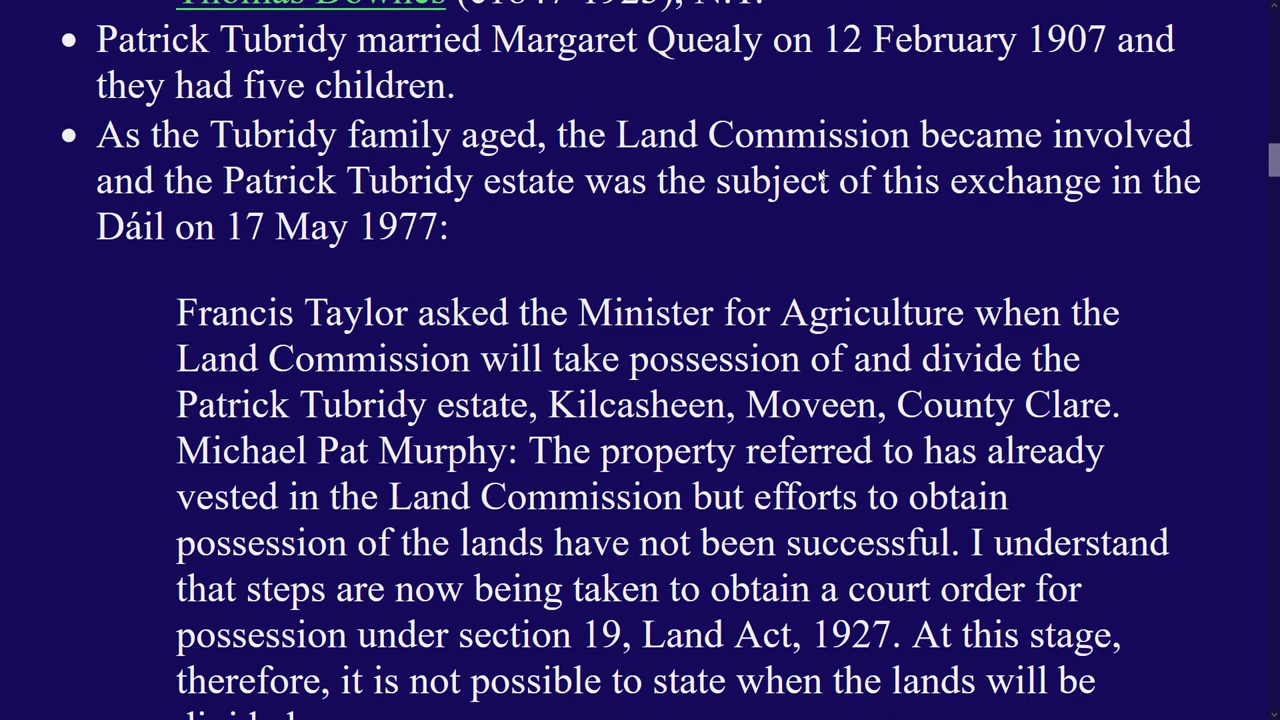 Thomas Downes
Patrick Tubridy married Margaret Quealy on 12 February 1907 and
they had five children.
As the Tubridy family aged, the Land Commission became involved
and the Patrick Tubridy estate was the subject of this exchange in the
Dáil on 17 May 1977:
Francis Taylor asked the Minister for Agriculture when the
Land Commission will take possession of and divide the
Patrick Tubridy estate, Kilcasheen, Moveen, County Clare.
Michael Pat Murphy: The property referred to has already
vested in the Land Commission but efforts to obtain
possession of the lands have not been successful. I understand
that steps are now being taken to obtain a court order for
possession under section 19, Land Act, 1927. At this stage,
therefore, it is not possible to state when the lands will be